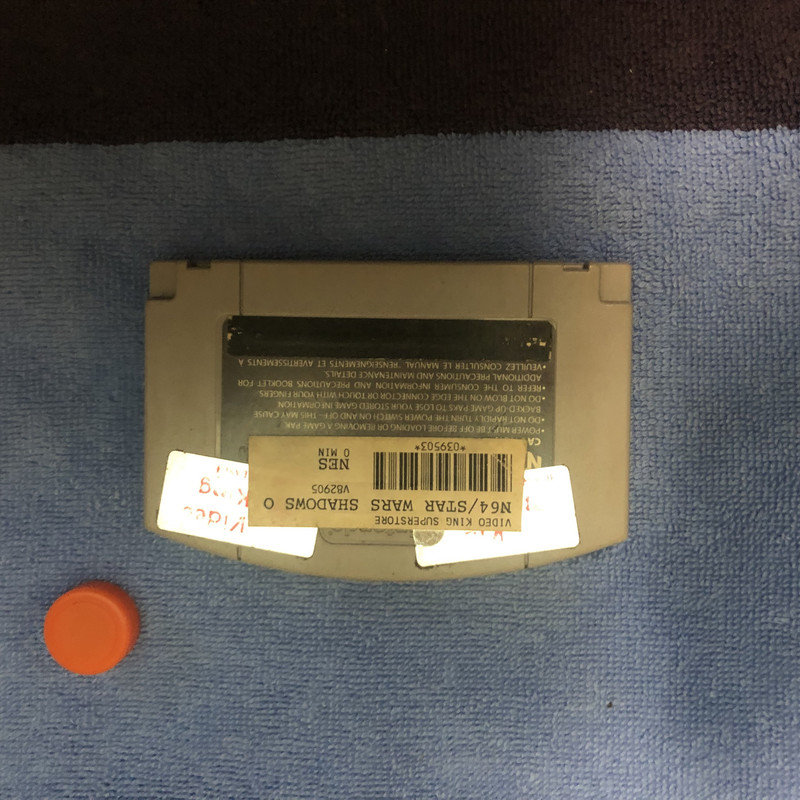 VIDEO KING SUPERSTORE
N64/STAR WARS SHADOWS O
V82905
NES
0 MIN
*039503*
Video
King
N
CA
•POWER MUST BE OFF BEFORE LOADING OR REMOVING A GAME PAK.
•DO NOT RAPIDLY TURN THE POWER SWITCH ON AND OFF - THIS MAY CAUSE
BACKED UP GAME PAKS TO LOSE YOUR STORED GAME INFORMATION
•DO NOT BLOW ON THE EDGE CONNECTOR OR TOUCH WITH YOUR FINGERS.
•REFER TO THE CONSUMER INFORMATION AND PRECAUTIONS BOOKLET FOR
ADDITIONAL PRECAUTIONS AND MAINTENANCE DETAILS.
•VEUILLEZ CONSULTER LE MANUAL "RENSEIGNEMENTS ET AVERTISSEMENTS A